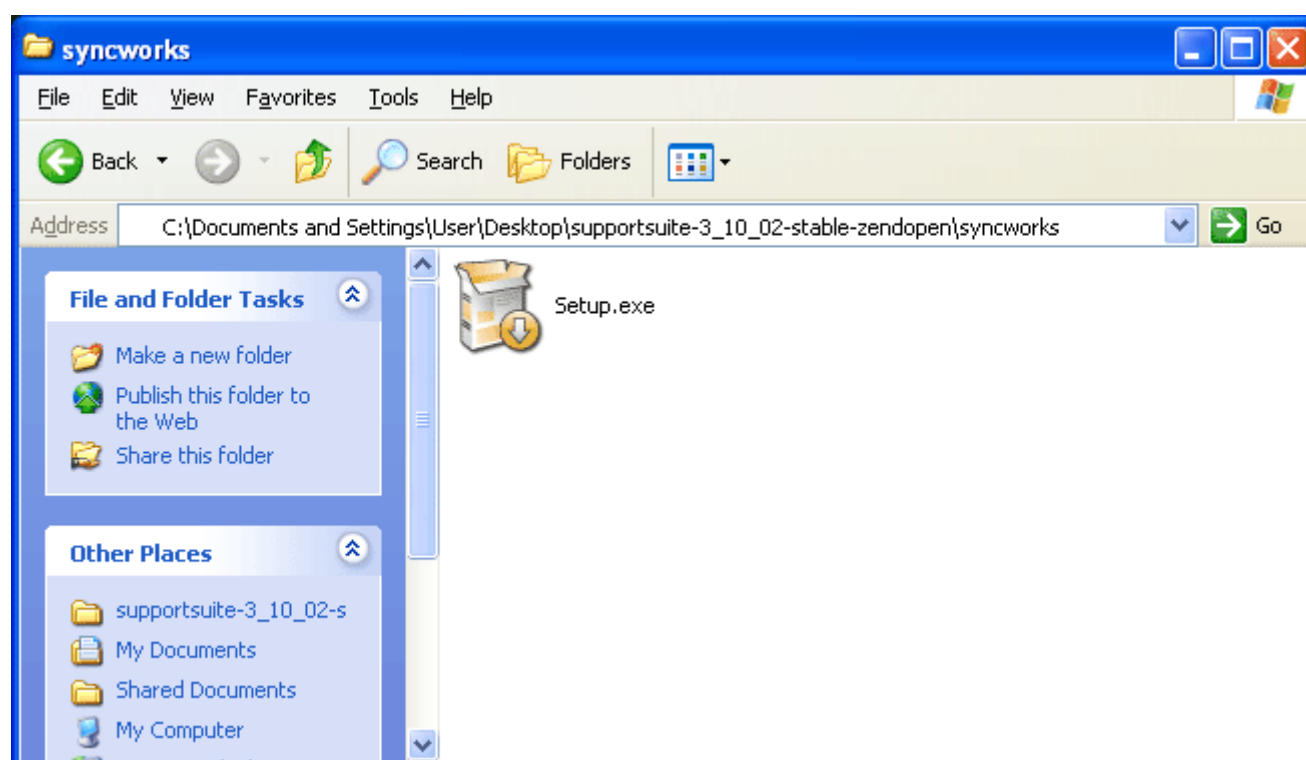 syncworks
File Edit View Favorites Tools Help
Back Search Folders
Address C:\Documents and Settings\User\Desktop\supportsuite-3_10_02-stable-zendopen\syncworks Go
File and Folder Tasks
Make a new folder
Publish this folder to
the Web
Share this folder
Other Places
supportsuite-3_10_02-s
My Documents
Shared Documents
My Computer
Setup.exe